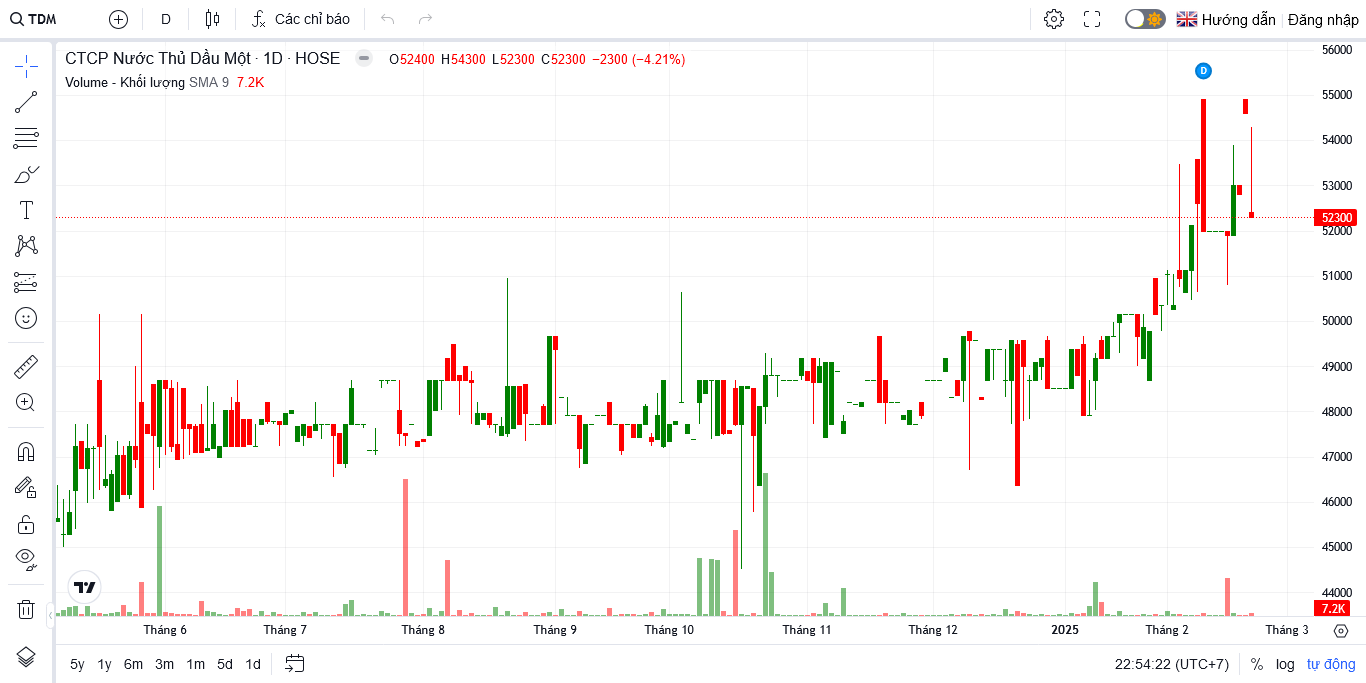 TDM D Các chỉ báo Hướng dẫn Đăng nhập
CTCP Nước Thủ Dầu Một · 1D · HOSE O52400 H54300 L52300 C52300 −2300 (−4.21%)
Volume - Khối lượng SMA 9 7.2K
D
56000
55000
54000
53000
52300
52000
51000
50000
49000
48000
47000
46000
45000
44000
7.2K
Tháng 6 Tháng 7 Tháng 8 Tháng 9 Tháng 10 Tháng 11 Tháng 12 2025 Tháng 2 Tháng 3
5y 1y 6m 3m 1m 5d 1d 22:54:22 (UTC+7) % log tự động